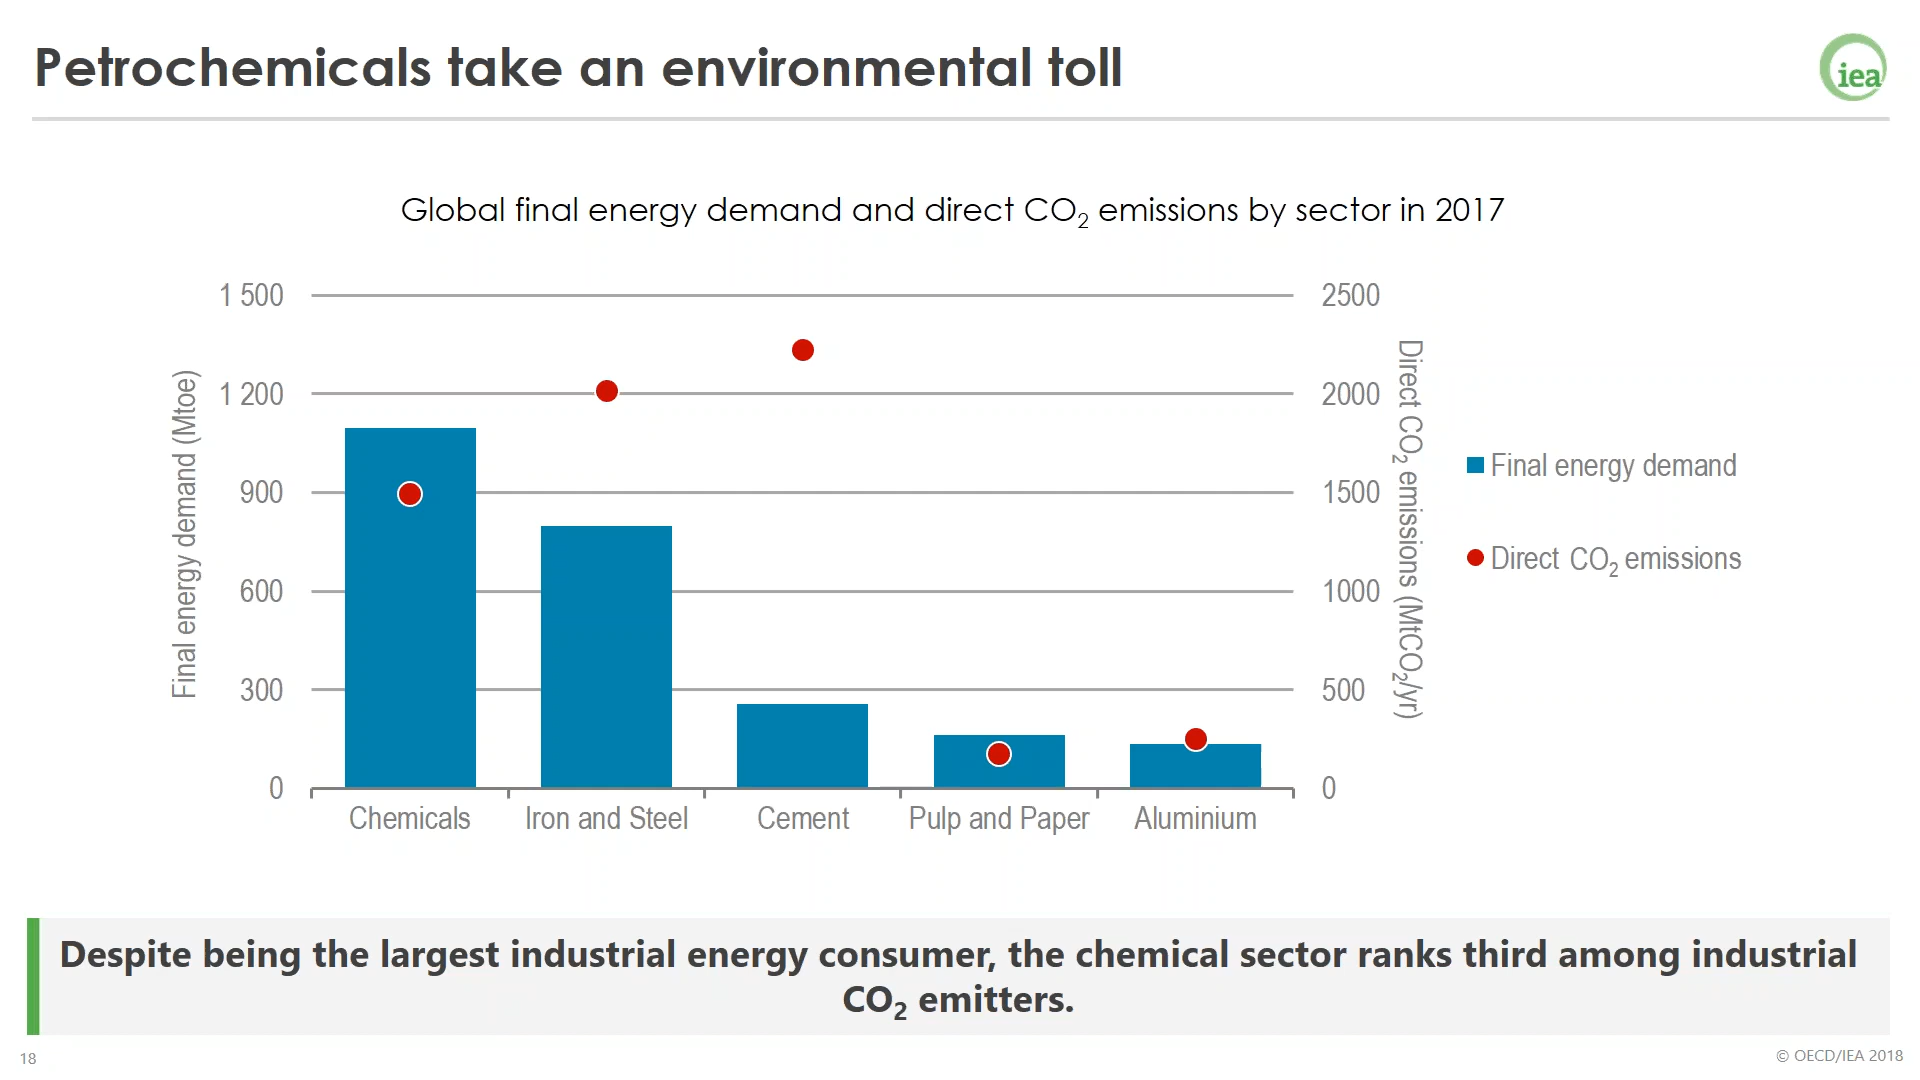 Petrochemicals take an environmental toll
iea
Global final energy demand and direct CO₂ emissions by sector in 2017
Final energy demand (Mtoe)
1 500
1 200
900
600
300
0
2500
2000
1500
1000
500
0
Direct CO₂ emissions (MtCO₂/yr)
Final energy demand
Direct CO₂ emissions
Chemicals
Iron and Steel
Cement
Pulp and Paper
Aluminium
Despite being the largest industrial energy consumer, the chemical sector ranks third among industrial
CO₂ emitters.
18
© OECD/IEA 2018